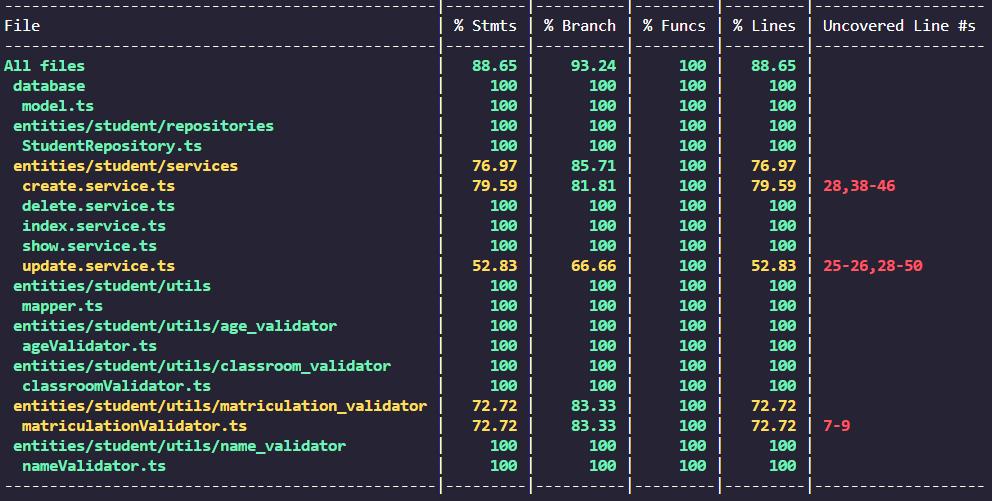 -----------------------------------------------|---------|----------|---------|---------|-------------------
File | % Stmts | % Branch | % Funcs | % Lines | Uncovered Line #s
-----------------------------------------------|---------|----------|---------|---------|-------------------
All files | 88.65 | 93.24 | 100 | 88.65 |
database | 100 | 100 | 100 | 100 |
model.ts | 100 | 100 | 100 | 100 |
entities/student/repositories | 100 | 100 | 100 | 100 |
StudentRepository.ts | 100 | 100 | 100 | 100 |
entities/student/services | 76.97 | 85.71 | 100 | 76.97 |
create.service.ts | 79.59 | 81.81 | 100 | 79.59 | 28,38-46
delete.service.ts | 100 | 100 | 100 | 100 |
index.service.ts | 100 | 100 | 100 | 100 |
show.service.ts | 100 | 100 | 100 | 100 |
update.service.ts | 52.83 | 66.66 | 100 | 52.83 | 25-26,28-50
entities/student/utils | 100 | 100 | 100 | 100 |
mapper.ts | 100 | 100 | 100 | 100 |
entities/student/utils/age_validator | 100 | 100 | 100 | 100 |
ageValidator.ts | 100 | 100 | 100 | 100 |
entities/student/utils/classroom_validator | 100 | 100 | 100 | 100 |
classroomValidator.ts | 100 | 100 | 100 | 100 |
entities/student/utils/matriculation_validator | 72.72 | 83.33 | 100 | 72.72 |
matriculationValidator.ts | 72.72 | 83.33 | 100 | 72.72 | 7-9
entities/student/utils/name_validator | 100 | 100 | 100 | 100 |
nameValidator.ts | 100 | 100 | 100 | 100 |
-----------------------------------------------|---------|----------|---------|---------|-------------------